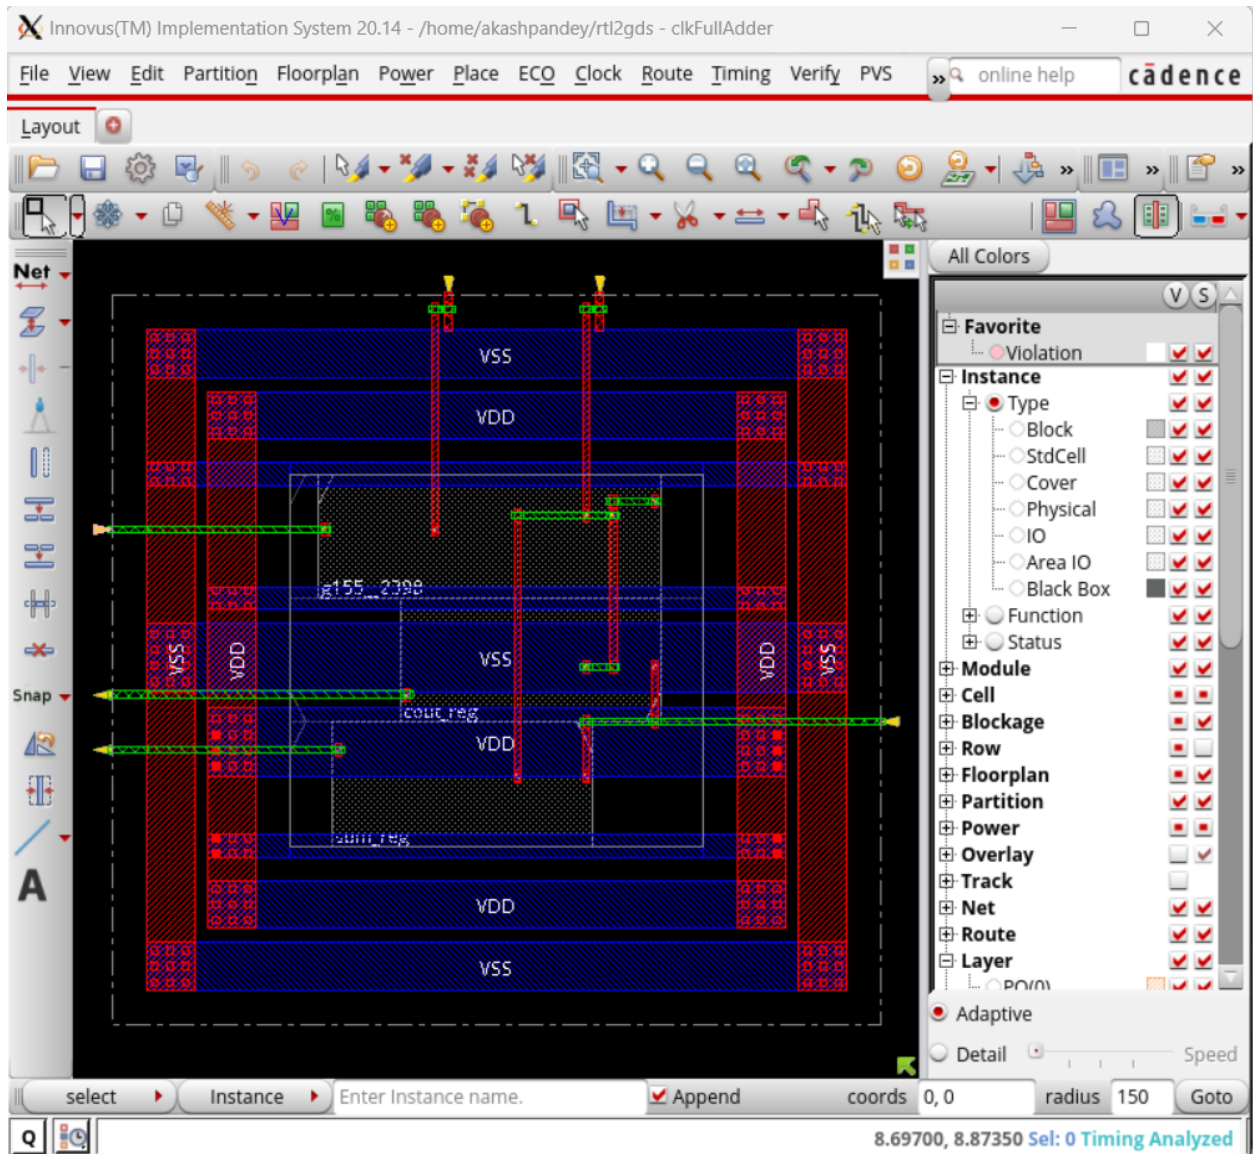 Innovus(TM) Implementation System 20.14 - /home/akashpandey/rtl2gds - clkFullAdder
File View Edit Partition Floorplan Power Place ECO Clock Route Timing Verify PVS » online help cādence
Layout
» » »
Net
Snap
A
All Colors
V S
Favorite
Violation
Instance
Type
Block
StdCell
Cover
Physical
IO
Area IO
Black Box
Function
Status
Module
Cell
Blockage
Row
Floorplan
Partition
Power
Overlay
Track
Net
Route
Layer
PO(0)
Adaptive
Detail Speed
VSS
VDD
g155__2398
VSS VDD VSS VDD VSS
cout_reg
VDD
sum_reg
VDD
VSS
select Instance Enter Instance name. Append coords 0, 0 radius 150 Goto
Q 8.69700, 8.87350 Sel: 0 Timing Analyzed